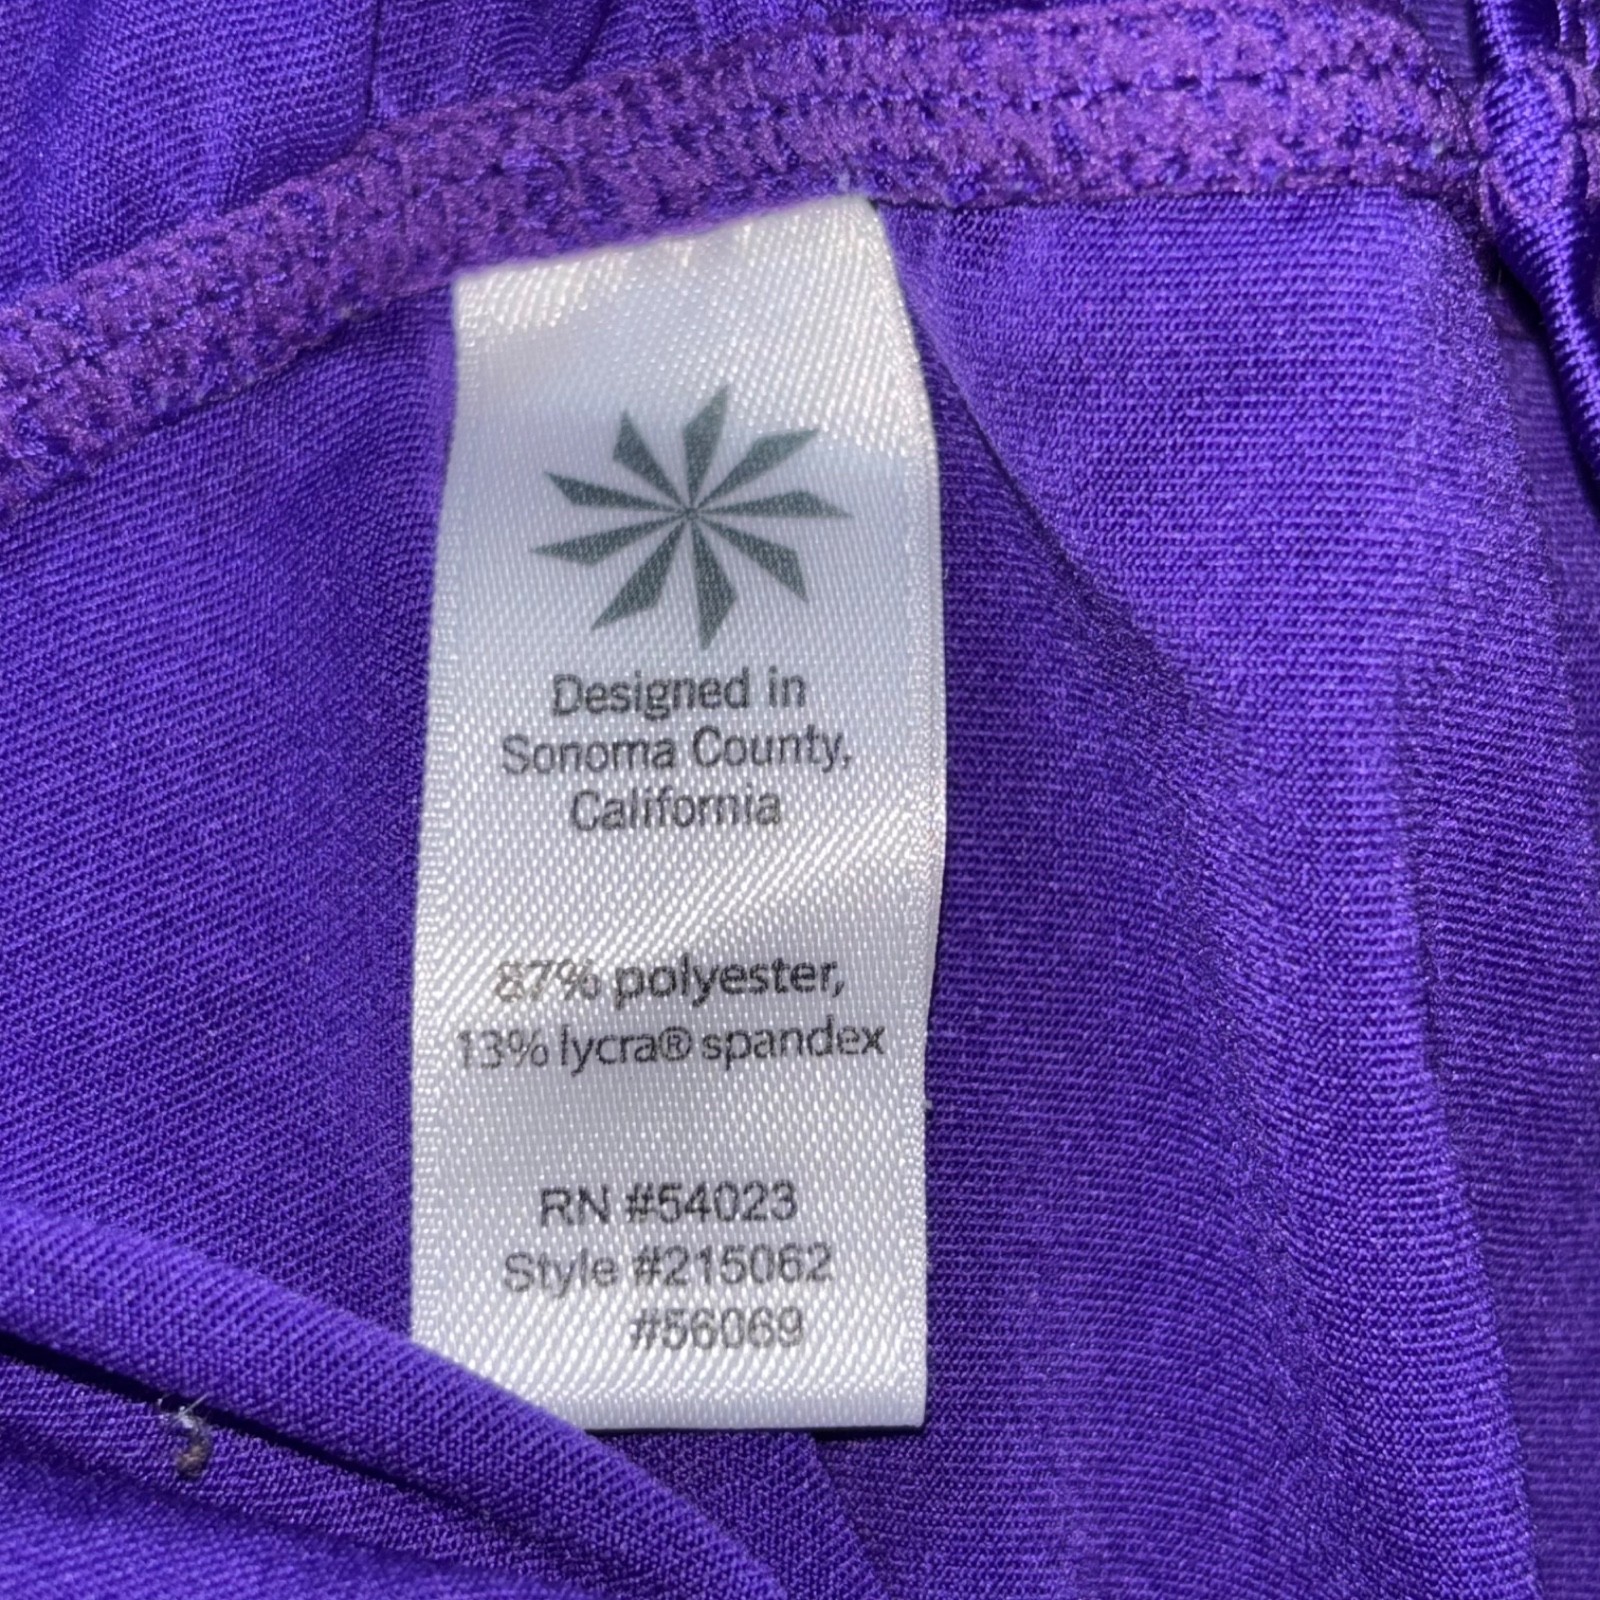 Designed in
Sonoma County,
California
87% polyester,
13% lycra® spandex
RN #54023
Style #215062
#56069